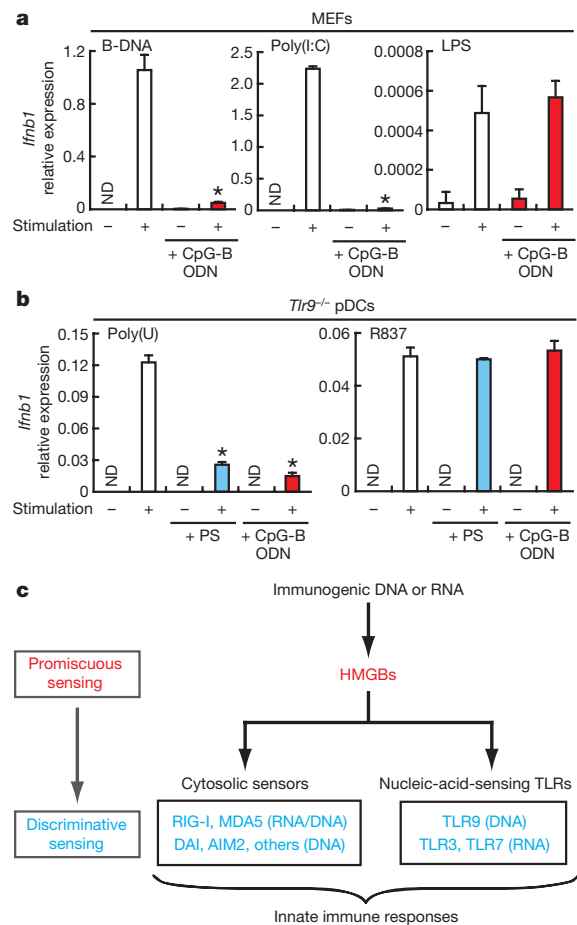 a
MEFs
B-DNA
Poly(I:C)
LPS
Ifnb1
relative expression
1.2
0.8
0.4
0
2.5
2.0
1.5
1.0
0.5
0
0.0008
0.0006
0.0004
0.0002
0
ND
*
ND
*
Stimulation – + – + – + – + – + – +
+ CpG-B
ODN
+ CpG-B
ODN
+ CpG-B
ODN
b
Tlr9–/– pDCs
Poly(U)
R837
Ifnb1
relative expression
0.15
0.12
0.09
0.06
0.03
0
0.06
0.04
0.02
0
ND
ND
*
ND
*
ND
ND
ND
Stimulation – + – + – + – + – + – +
+ PS
+ CpG-B
ODN
+ PS
+ CpG-B
ODN
c
Immunogenic DNA or RNA
Promiscuous
sensing
HMGBs
Cytosolic sensors
Nucleic-acid-sensing TLRs
Discriminative
sensing
RIG-I, MDA5 (RNA/DNA)
DAI, AIM2, others (DNA)
TLR9 (DNA)
TLR3, TLR7 (RNA)
Innate immune responses